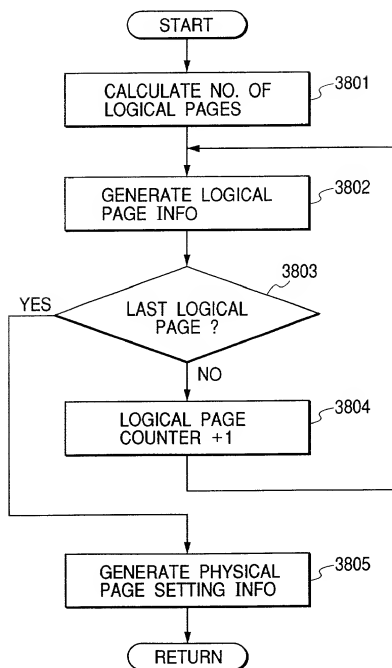 START
CALCULATE NO. OF
LOGICAL PAGES
3801
GENERATE LOGICAL
PAGE INFO
3802
3803
YES
LAST LOGICAL
PAGE ?
NO
LOGICAL PAGE
COUNTER +1
3804
GENERATE PHYSICAL
PAGE SETTING INFO
3805
RETURN